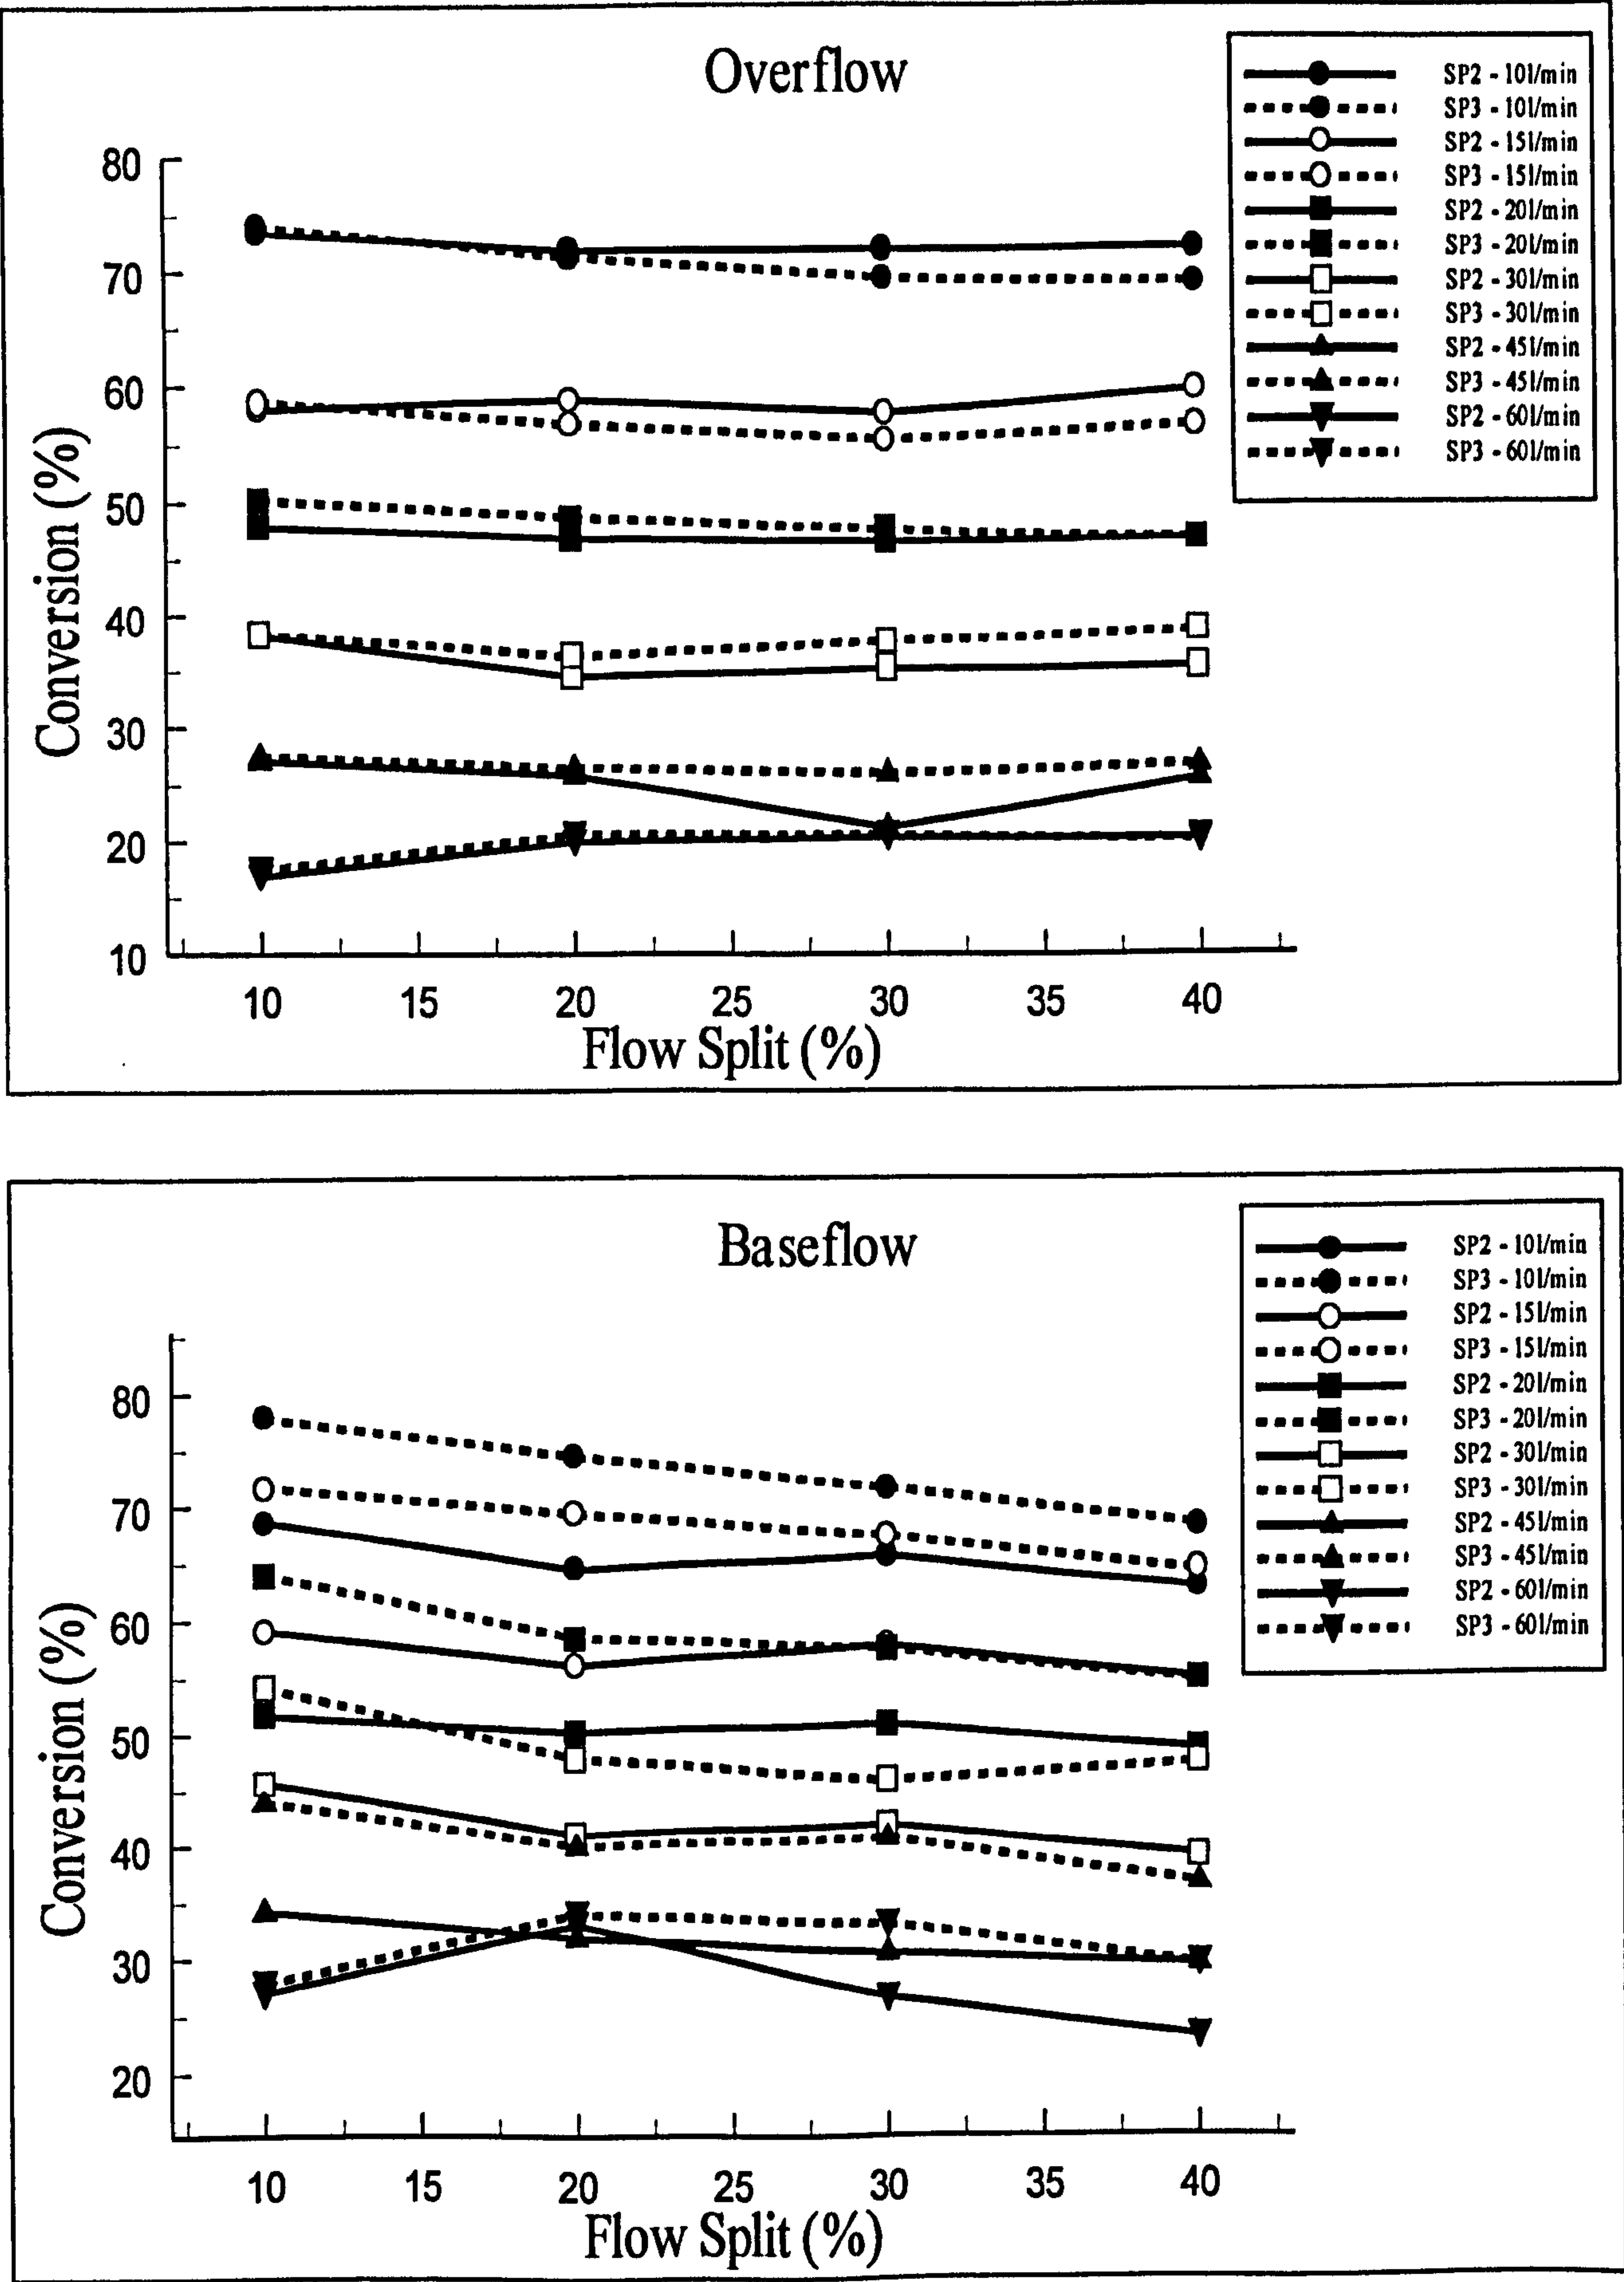 Overflow
SP2 - 10l/min
SP3 - 10l/min
SP2 - 15l/min
SP3 - 15l/min
SP2 - 20l/min
SP3 - 20l/min
SP2 - 30l/min
SP3 - 30l/min
SP2 - 45l/min
SP3 - 45l/min
SP2 - 60l/min
SP3 - 60l/min
80
70
60
50
40
30
20
10
Conversion (%)
10 15 20 25 30 35 40
Flow Split (%)
Baseflow
SP2 - 10l/min
SP3 - 10l/min
SP2 - 15l/min
SP3 - 15l/min
SP2 - 20l/min
SP3 - 20l/min
SP2 - 30l/min
SP3 - 30l/min
SP2 - 45l/min
SP3 - 45l/min
SP2 - 60l/min
SP3 - 60l/min
80
70
60
50
40
30
20
Conversion (%)
10 15 20 25 30 35 40
Flow Split (%)